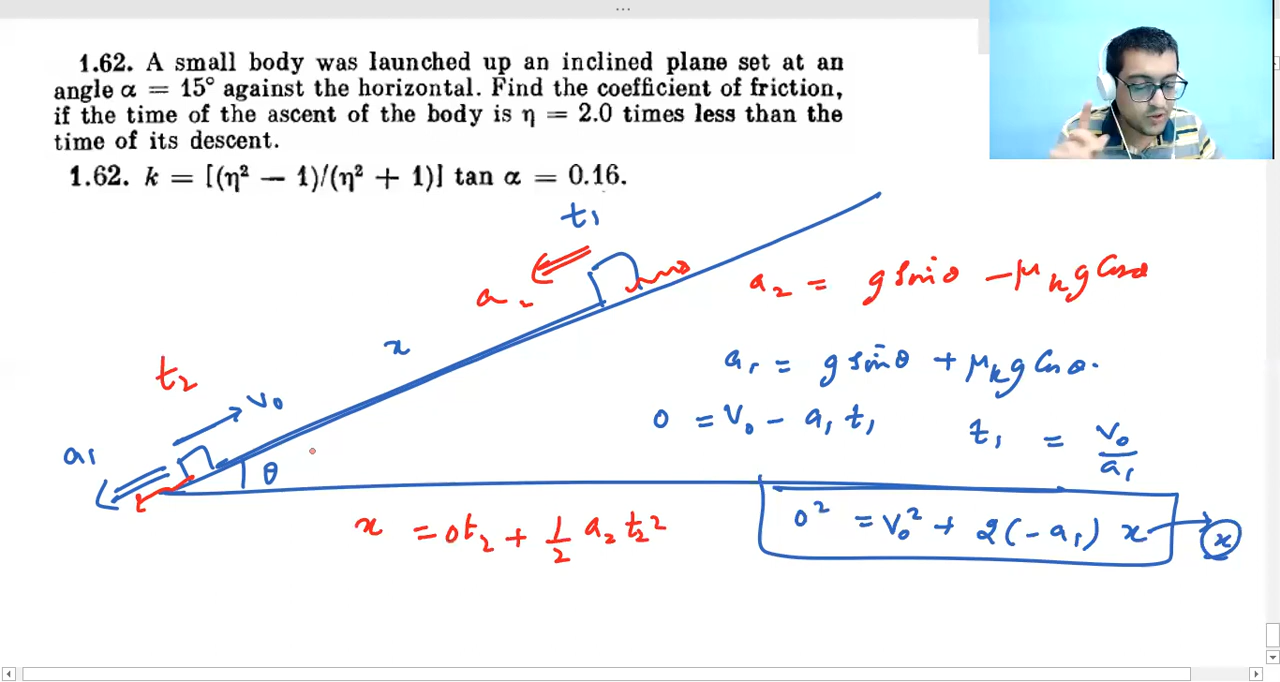 1.62. A small body was launched up an inclined plane set at an
angle α = 15° against the horizontal. Find the coefficient of friction,
if the time of the ascent of the body is η = 2.0 times less than the
time of its descent.
1.62. k = [(η² − 1)/(η² + 1)] tan α = 0.16.
t₁
a₂ = g sinθ − μₖ g cosθ
a₂
x
a₁ = g sinθ + μₖ g cosθ.
t₂
v₀
0 = v₀ − a₁ t₁
t₁ = v₀/a₁
a₁
θ
x = 0t₂ + 1/2 a₂ t₂²
0² = v₀² + 2(−a₁) x → x